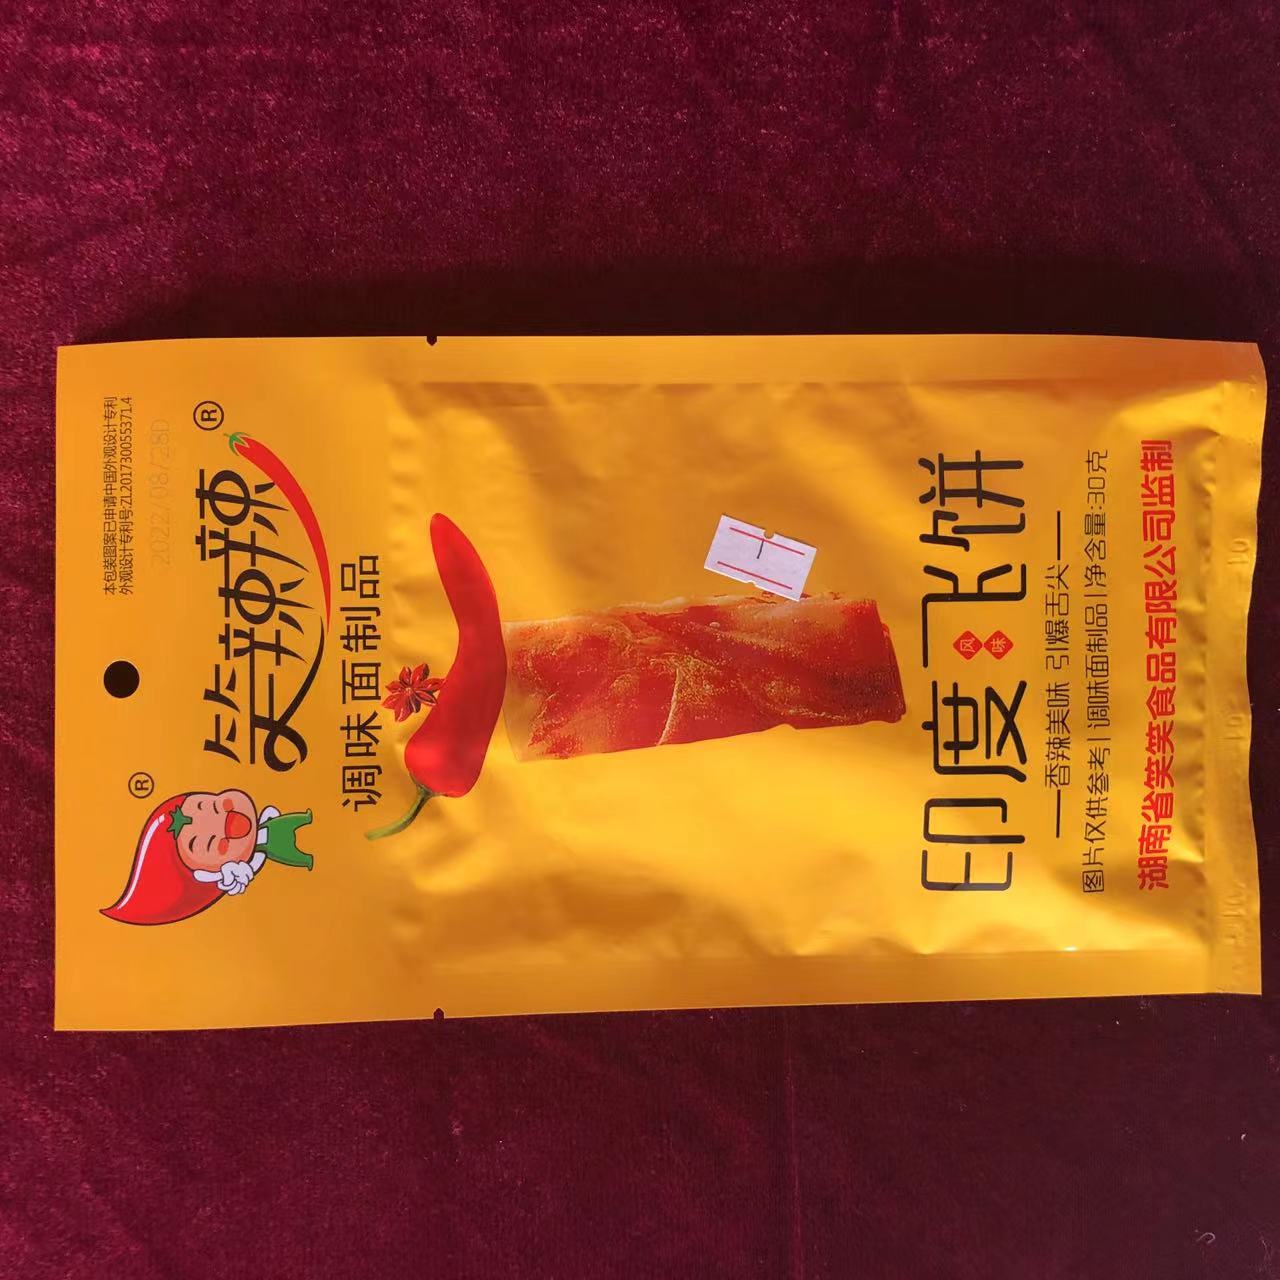 本包装图案已申请中国外观设计专利
外观设计专利号:ZL201730055371.4
2022/08/28D
®
笑辣辣®
调味面制品
印度飞饼
风味
香辣美味 引爆舌尖
图片仅供参考|调味面制品|净含量:30克
湖南省笑笑食品有限公司监制